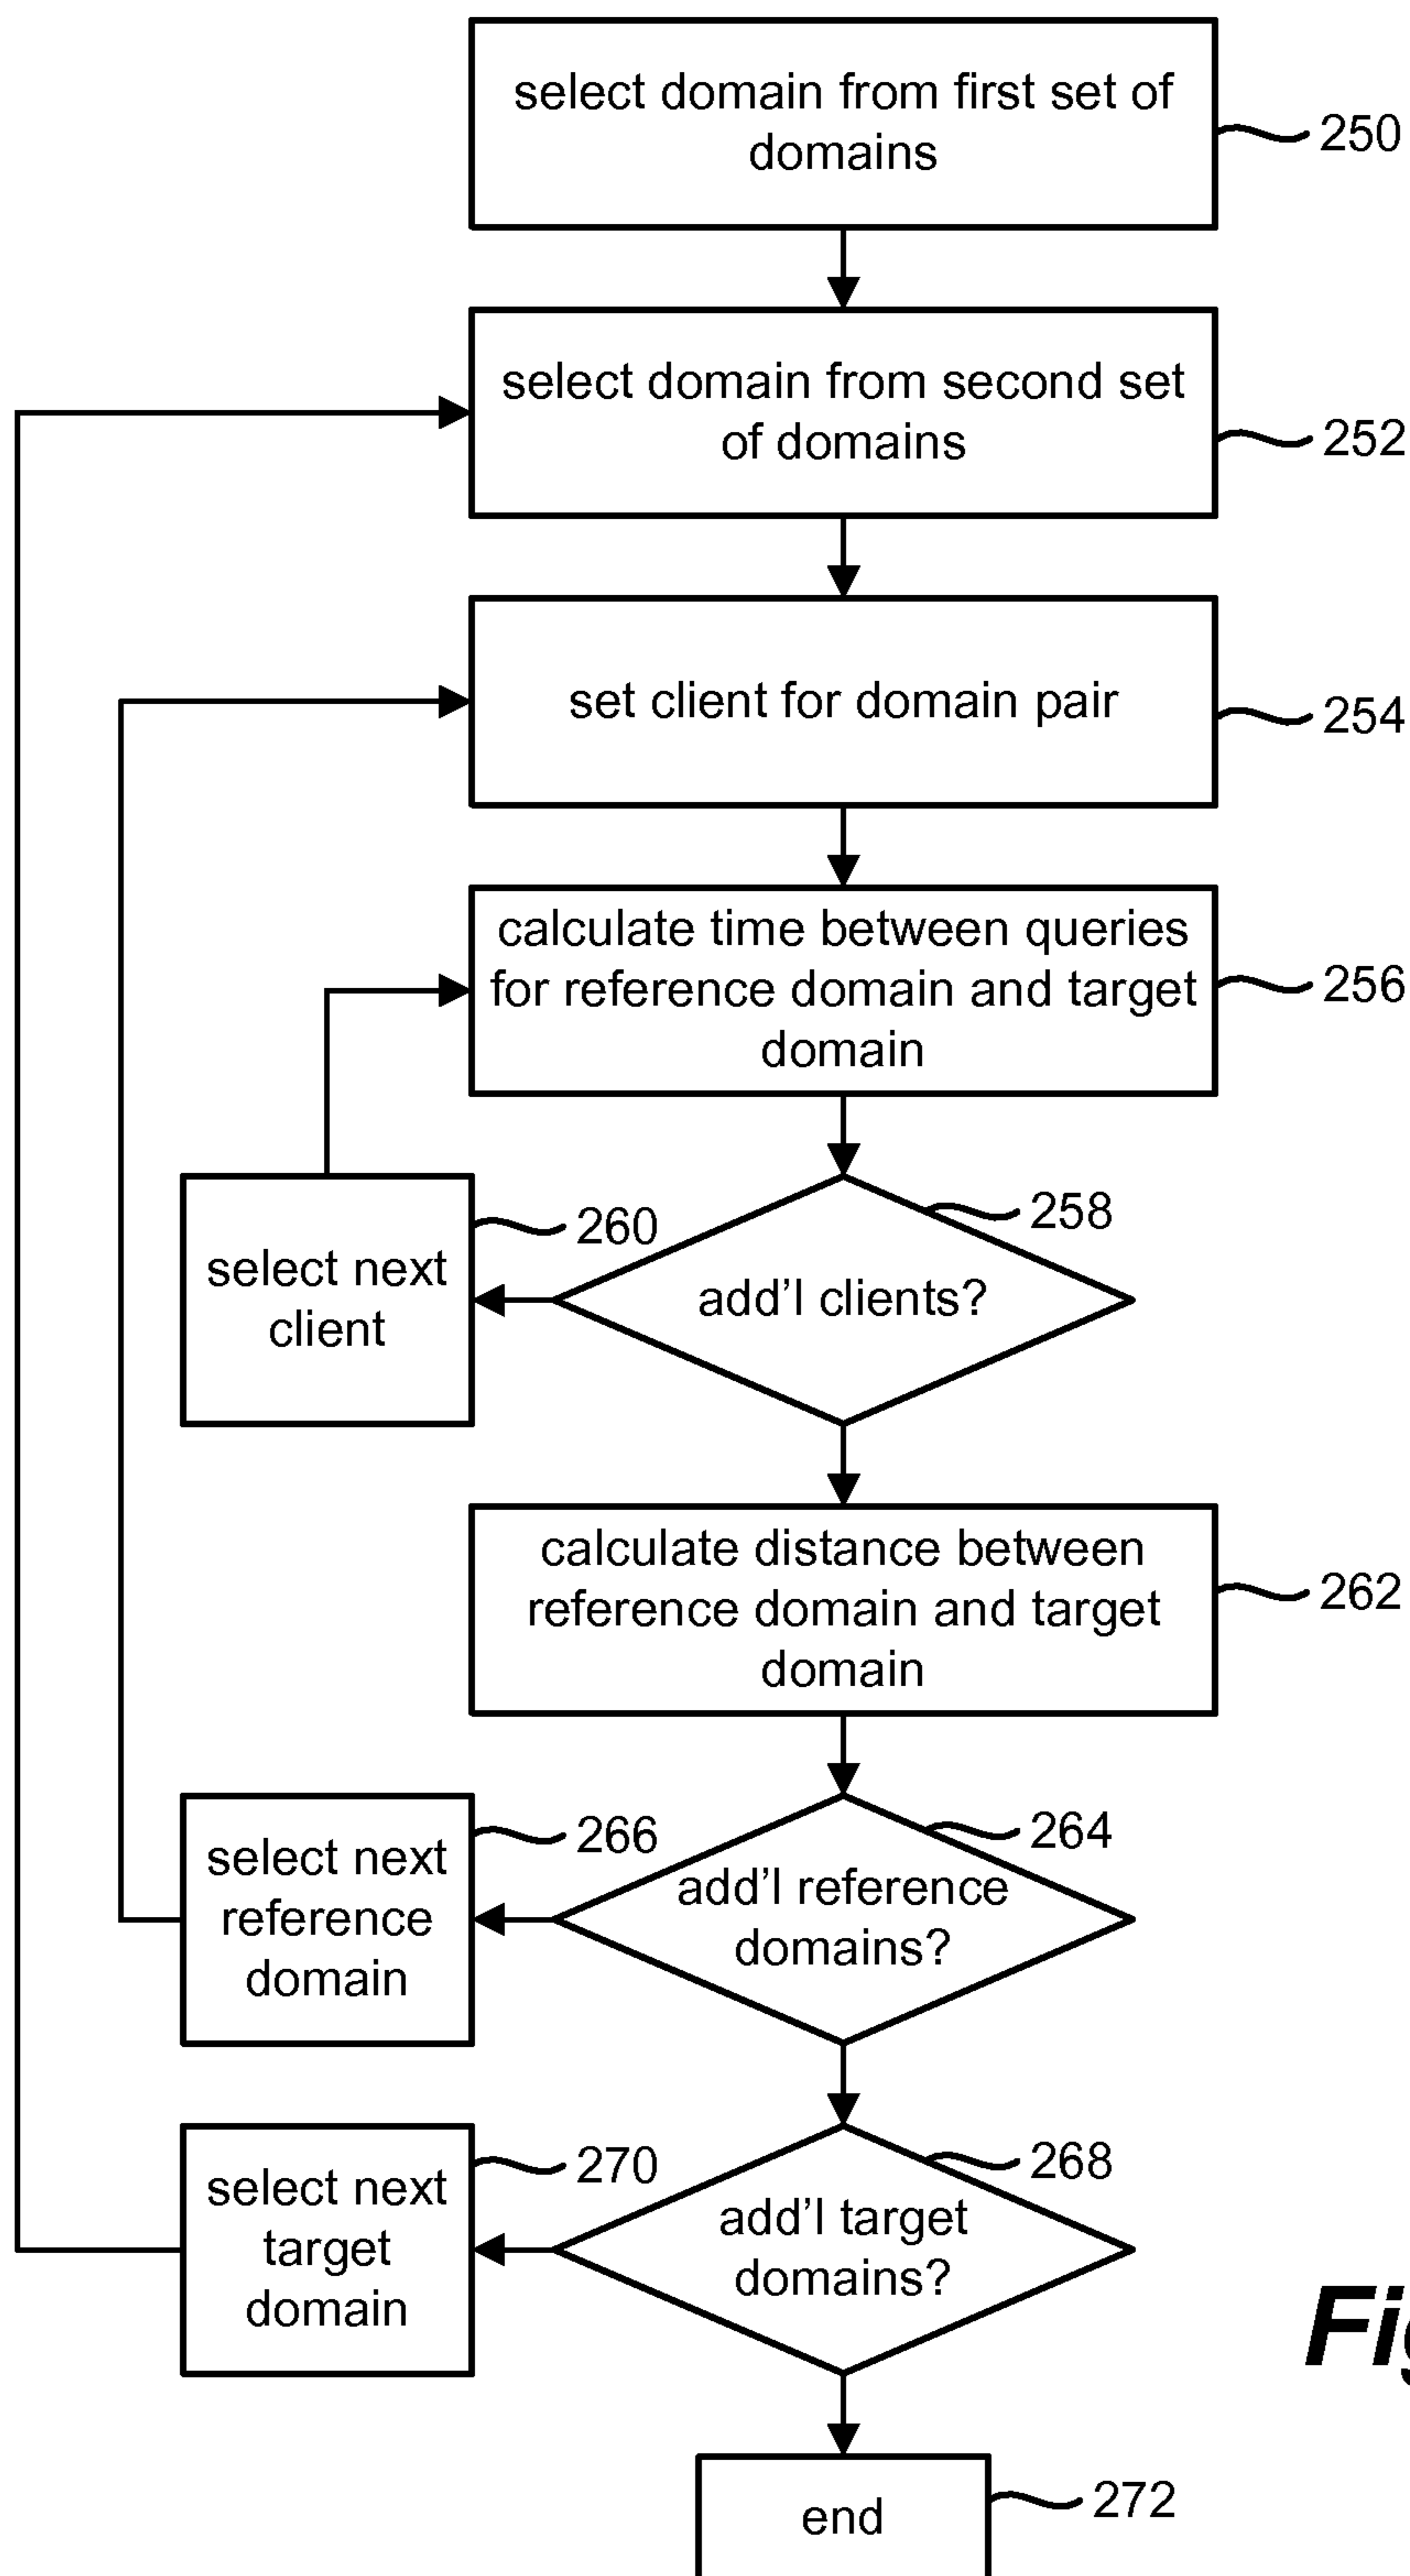 select domain from first set of
domains
250
select domain from second set
of domains
252
set client for domain pair
254
calculate time between queries
for reference domain and target
domain
256
258
260
select next
client
add'l clients?
calculate distance between
reference domain and target
domain
262
264
266
select next
reference
domain
add'l reference
domains?
268
270
select next
target
domain
add'l target
domains?
end
272